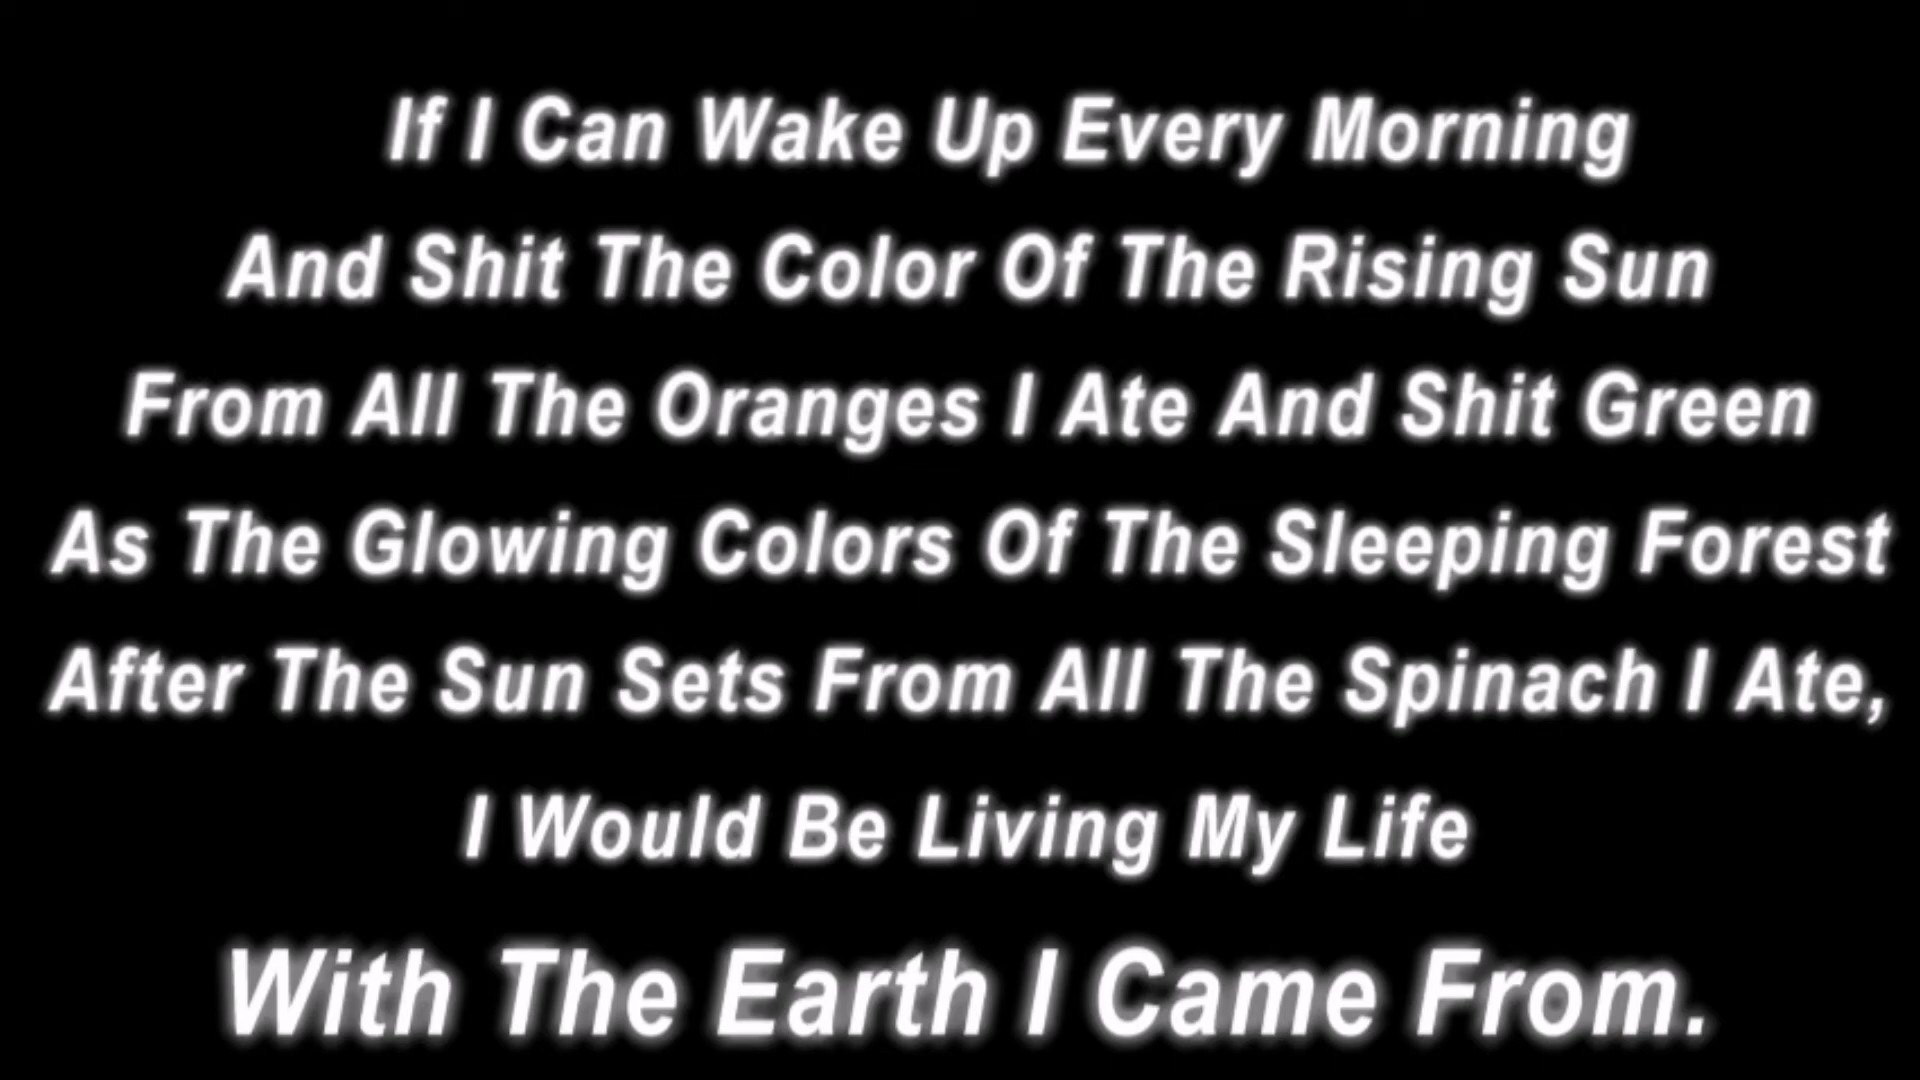 If I Can Wake Up Every Morning
And Shit The Color Of The Rising Sun
From All The Oranges I Ate And Shit Green
As The Glowing Colors Of The Sleeping Forest
After The Sun Sets From All The Spinach I Ate,
I Would Be Living My Life
With The Earth I Came From.